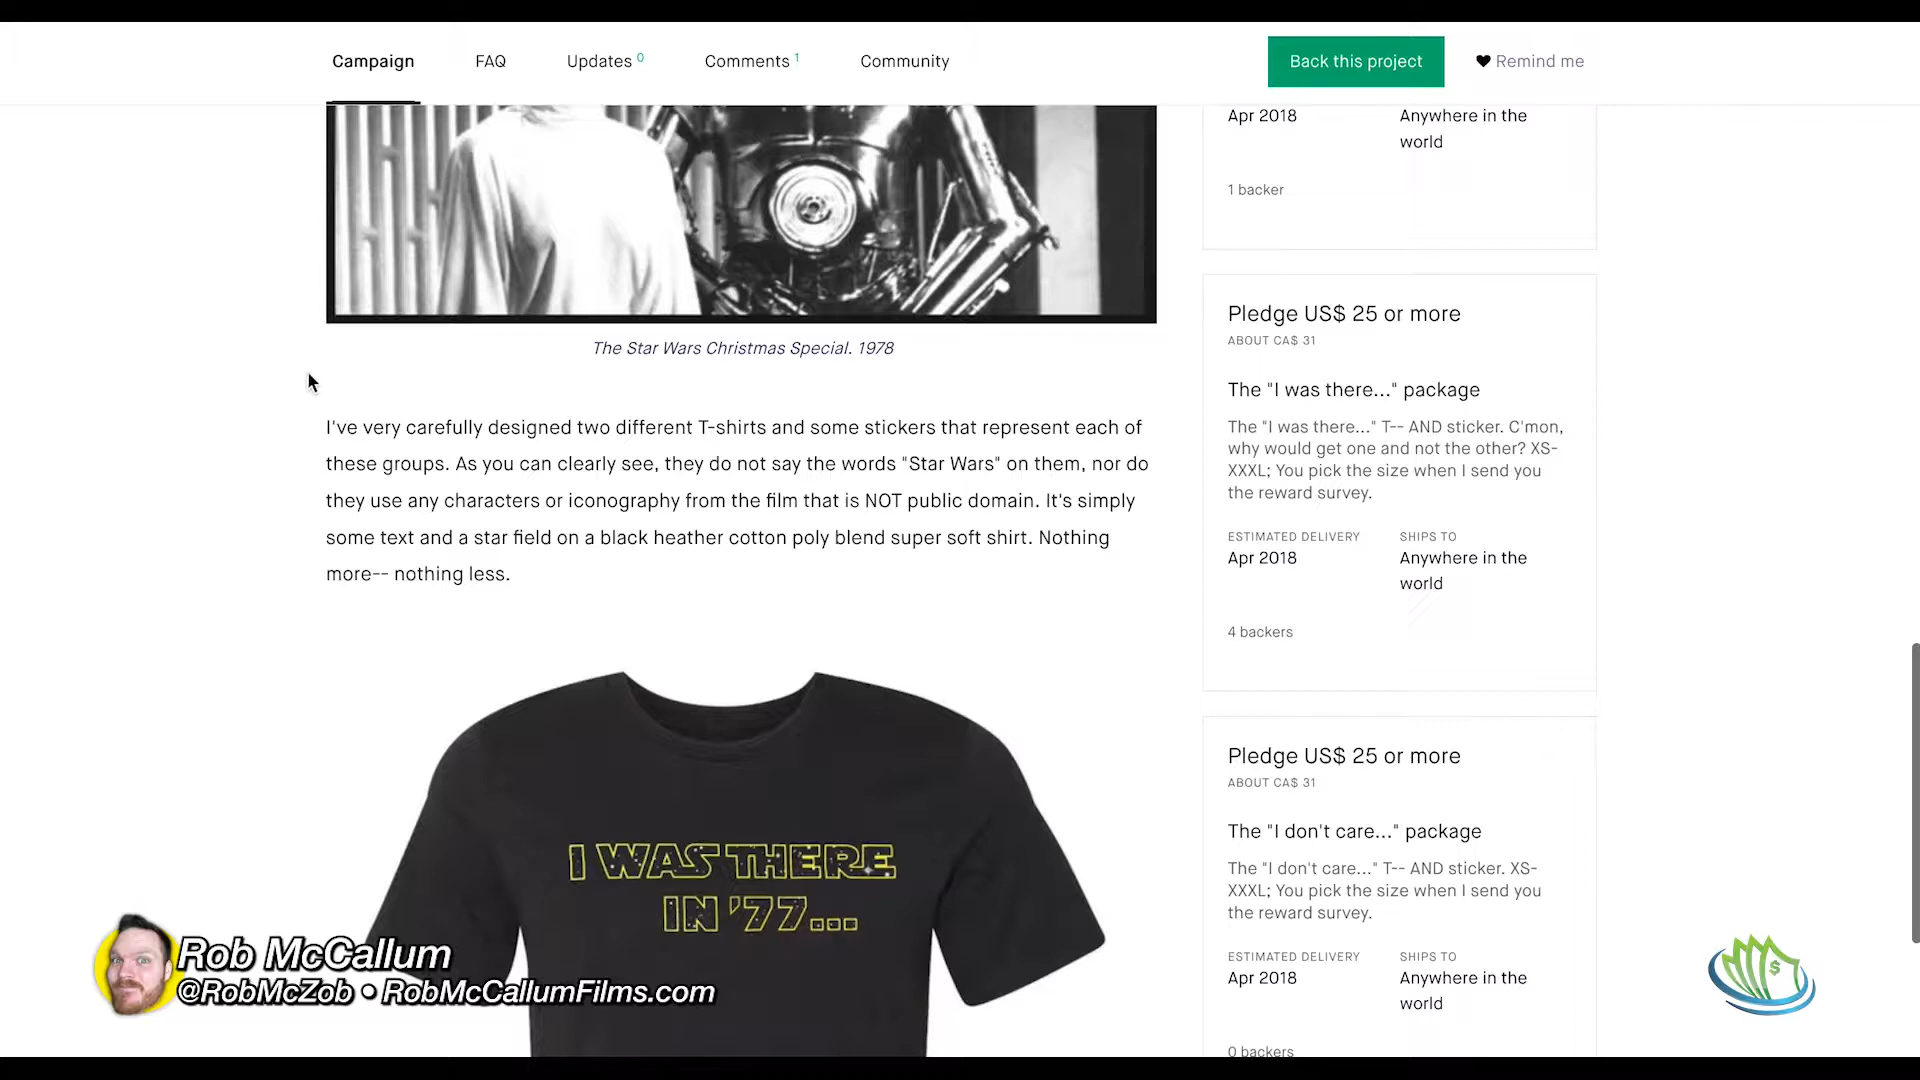 Campaign
FAQ
Updates 0
Comments 1
Community
Back this project
Remind me
The Star Wars Christmas Special. 1978
I've very carefully designed two different T-shirts and some stickers that represent each of
these groups. As you can clearly see, they do not say the words "Star Wars" on them, nor do
they use any characters or iconography from the film that is NOT public domain. It's simply
some text and a star field on a black heather cotton poly blend super soft shirt. Nothing
more-- nothing less.
I WAS THERE
IN '77...
Apr 2018
Anywhere in the
world
1 backer
Pledge US$ 25 or more
ABOUT CA$ 31
The "I was there..." package
The "I was there..." T-- AND sticker. C'mon,
why would get one and not the other? XS-
XXXL; You pick the size when I send you
the reward survey.
ESTIMATED DELIVERY
Apr 2018
SHIPS TO
Anywhere in the
world
4 backers
Pledge US$ 25 or more
ABOUT CA$ 31
The "I don't care..." package
The "I don't care..." T-- AND sticker. XS-
XXXL; You pick the size when I send you
the reward survey.
ESTIMATED DELIVERY
Apr 2018
SHIPS TO
Anywhere in the
world
0 backers
Rob McCallum
@RobMcZob • RobMcCallumFilms.com
$